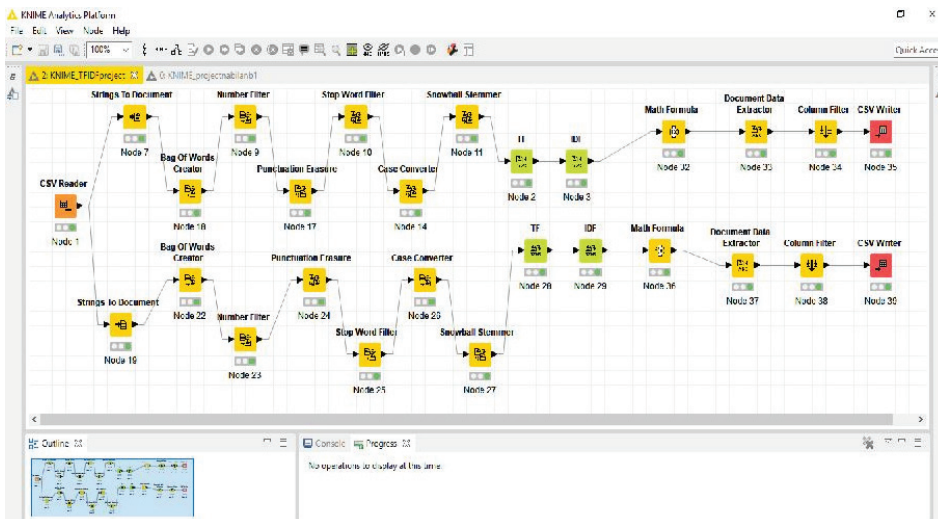 KNIME Analytics Platform
File Edit View Node Help
100%
Quick Acce
2: KNIME_TFIDFproject
0: KNIME_projectnabilanb1
Strings To Document
Number Filter
Stop Word Filter
Snowball Stemmer
Node 7
Node 9
Node 10
Node 11
TF
IDF
Math Formula
Document Data
Extractor
Column Filter
CSV Writer
Node 2
Node 3
Node 32
Node 33
Node 34
Node 35
CSV Reader
Node 1
Bag Of Words
Creator
Punctuation Erasure
Case Converter
Node 18
Node 17
Node 14
Bag Of Words
Creator
Punctuation Erasure
Case Converter
TF
IDF
Math Formula
Document Data
Extractor
Column Filter
CSV Writer
Node 22
Node 24
Node 26
Node 28
Node 29
Node 36
Node 37
Node 38
Node 39
Strings To Document
Number Filter
Stop Word Filter
Snowball Stemmer
Node 19
Node 23
Node 25
Node 27
Outline
Console
Progress
No operations to display at this time.